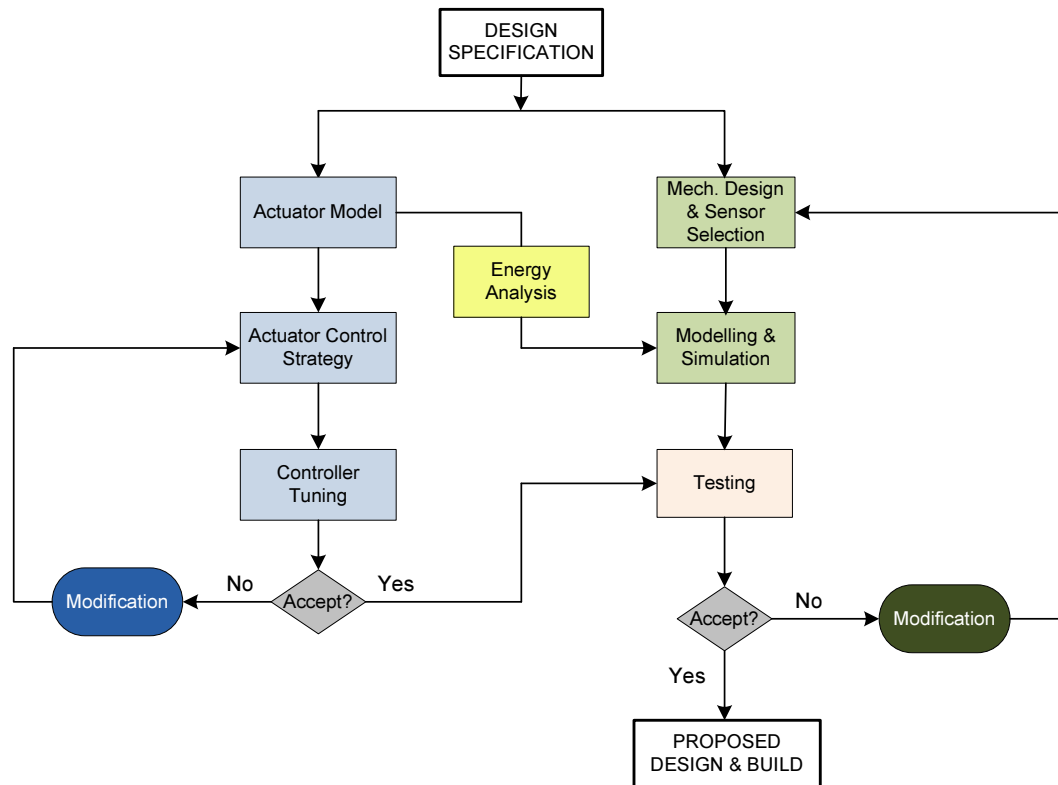 DESIGN
SPECIFICATION
Actuator Model
Mech. Design
& Sensor
Selection
Energy
Analysis
Actuator Control
Strategy
Modelling &
Simulation
Controller
Tuning
Testing
Modification
No
Accept?
Yes
Accept?
No
Modification
Yes
PROPOSED
DESIGN & BUILD